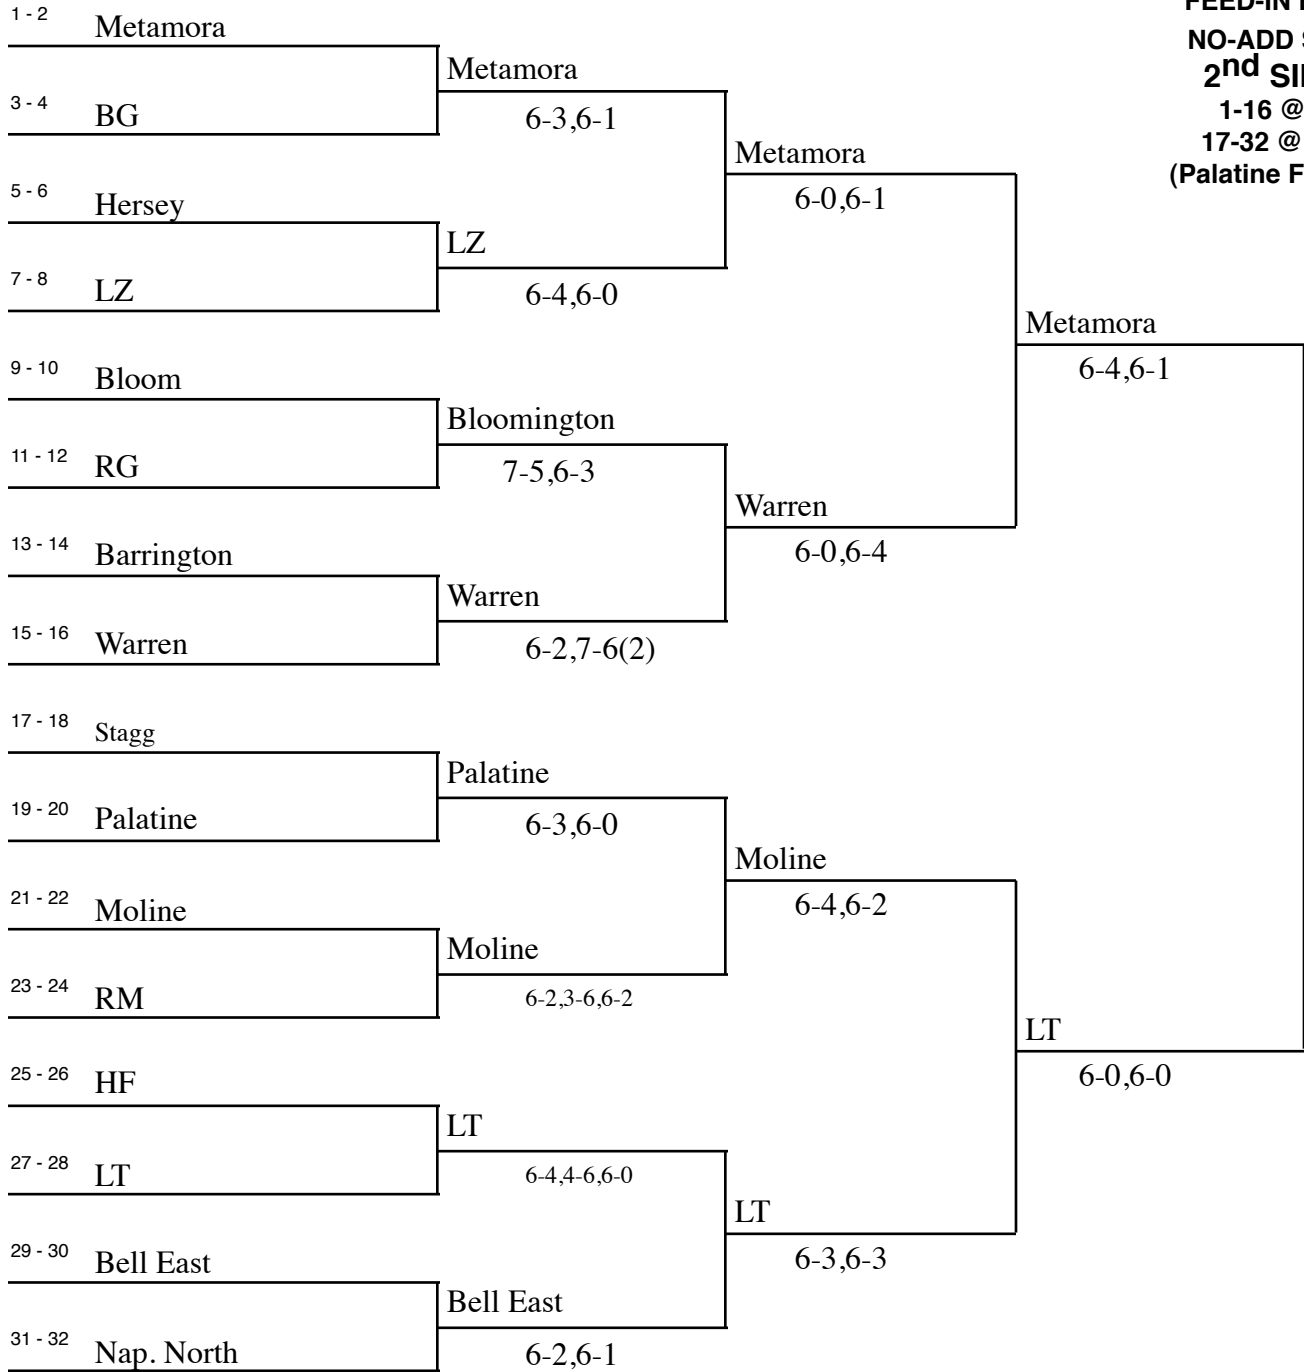 1 - 2 Metamora
3 - 4 BG
5 - 6 Hersey
7 - 8 LZ
9 - 10 Bloom
11 - 12 RG
13 - 14 Barrington
15 - 16 Warren
17 - 18 Stagg
19 - 20 Palatine
21 - 22 Moline
23 - 24 RM
25 - 26 HF
27 - 28 LT
29 - 30 Bell East
31 - 32 Nap. North
Metamora
6-3,6-1
LZ
6-4,6-0
Bloomington
7-5,6-3
Warren
6-2,7-6(2)
Palatine
6-3,6-0
Moline
6-2,3-6,6-2
LT
6-4,4-6,6-0
Bell East
6-2,6-1
Metamora
6-0,6-1
Warren
6-0,6-4
Moline
6-4,6-2
LT
6-3,6-3
Metamora
6-4,6-1
LT
6-0,6-0
FEED-IN
NO-ADD
2nd
1-16 @
17-32 @
(Palatine